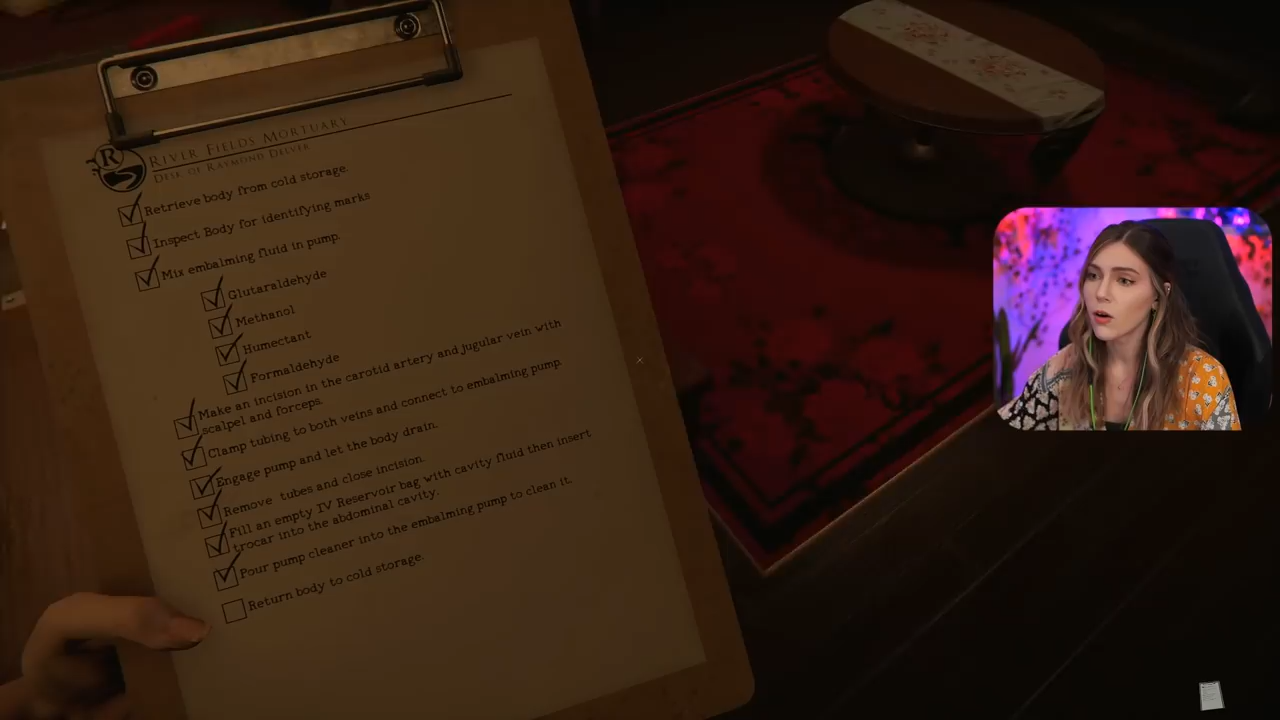 RIVER FIELDS MORTUARY
DESK OF RAYMOND DELVER
Retrieve body from cold storage.
Inspect Body for identifying marks
Mix embalming fluid in pump.
Glutaraldehyde
Methanol
Humectant
Formaldehyde
Make an incision in the carotid artery and jugular vein with
scalpel and forceps.
Clamp tubing to both veins and connect to embalming pump
Engage pump and let the body drain.
Remove tubes and close incision.
Fill an empty IV Reservoir bag with cavity fluid then insert
trocar into the abdominal cavity.
Pour pump cleaner into the embalming pump to clean it.
Return body to cold storage.